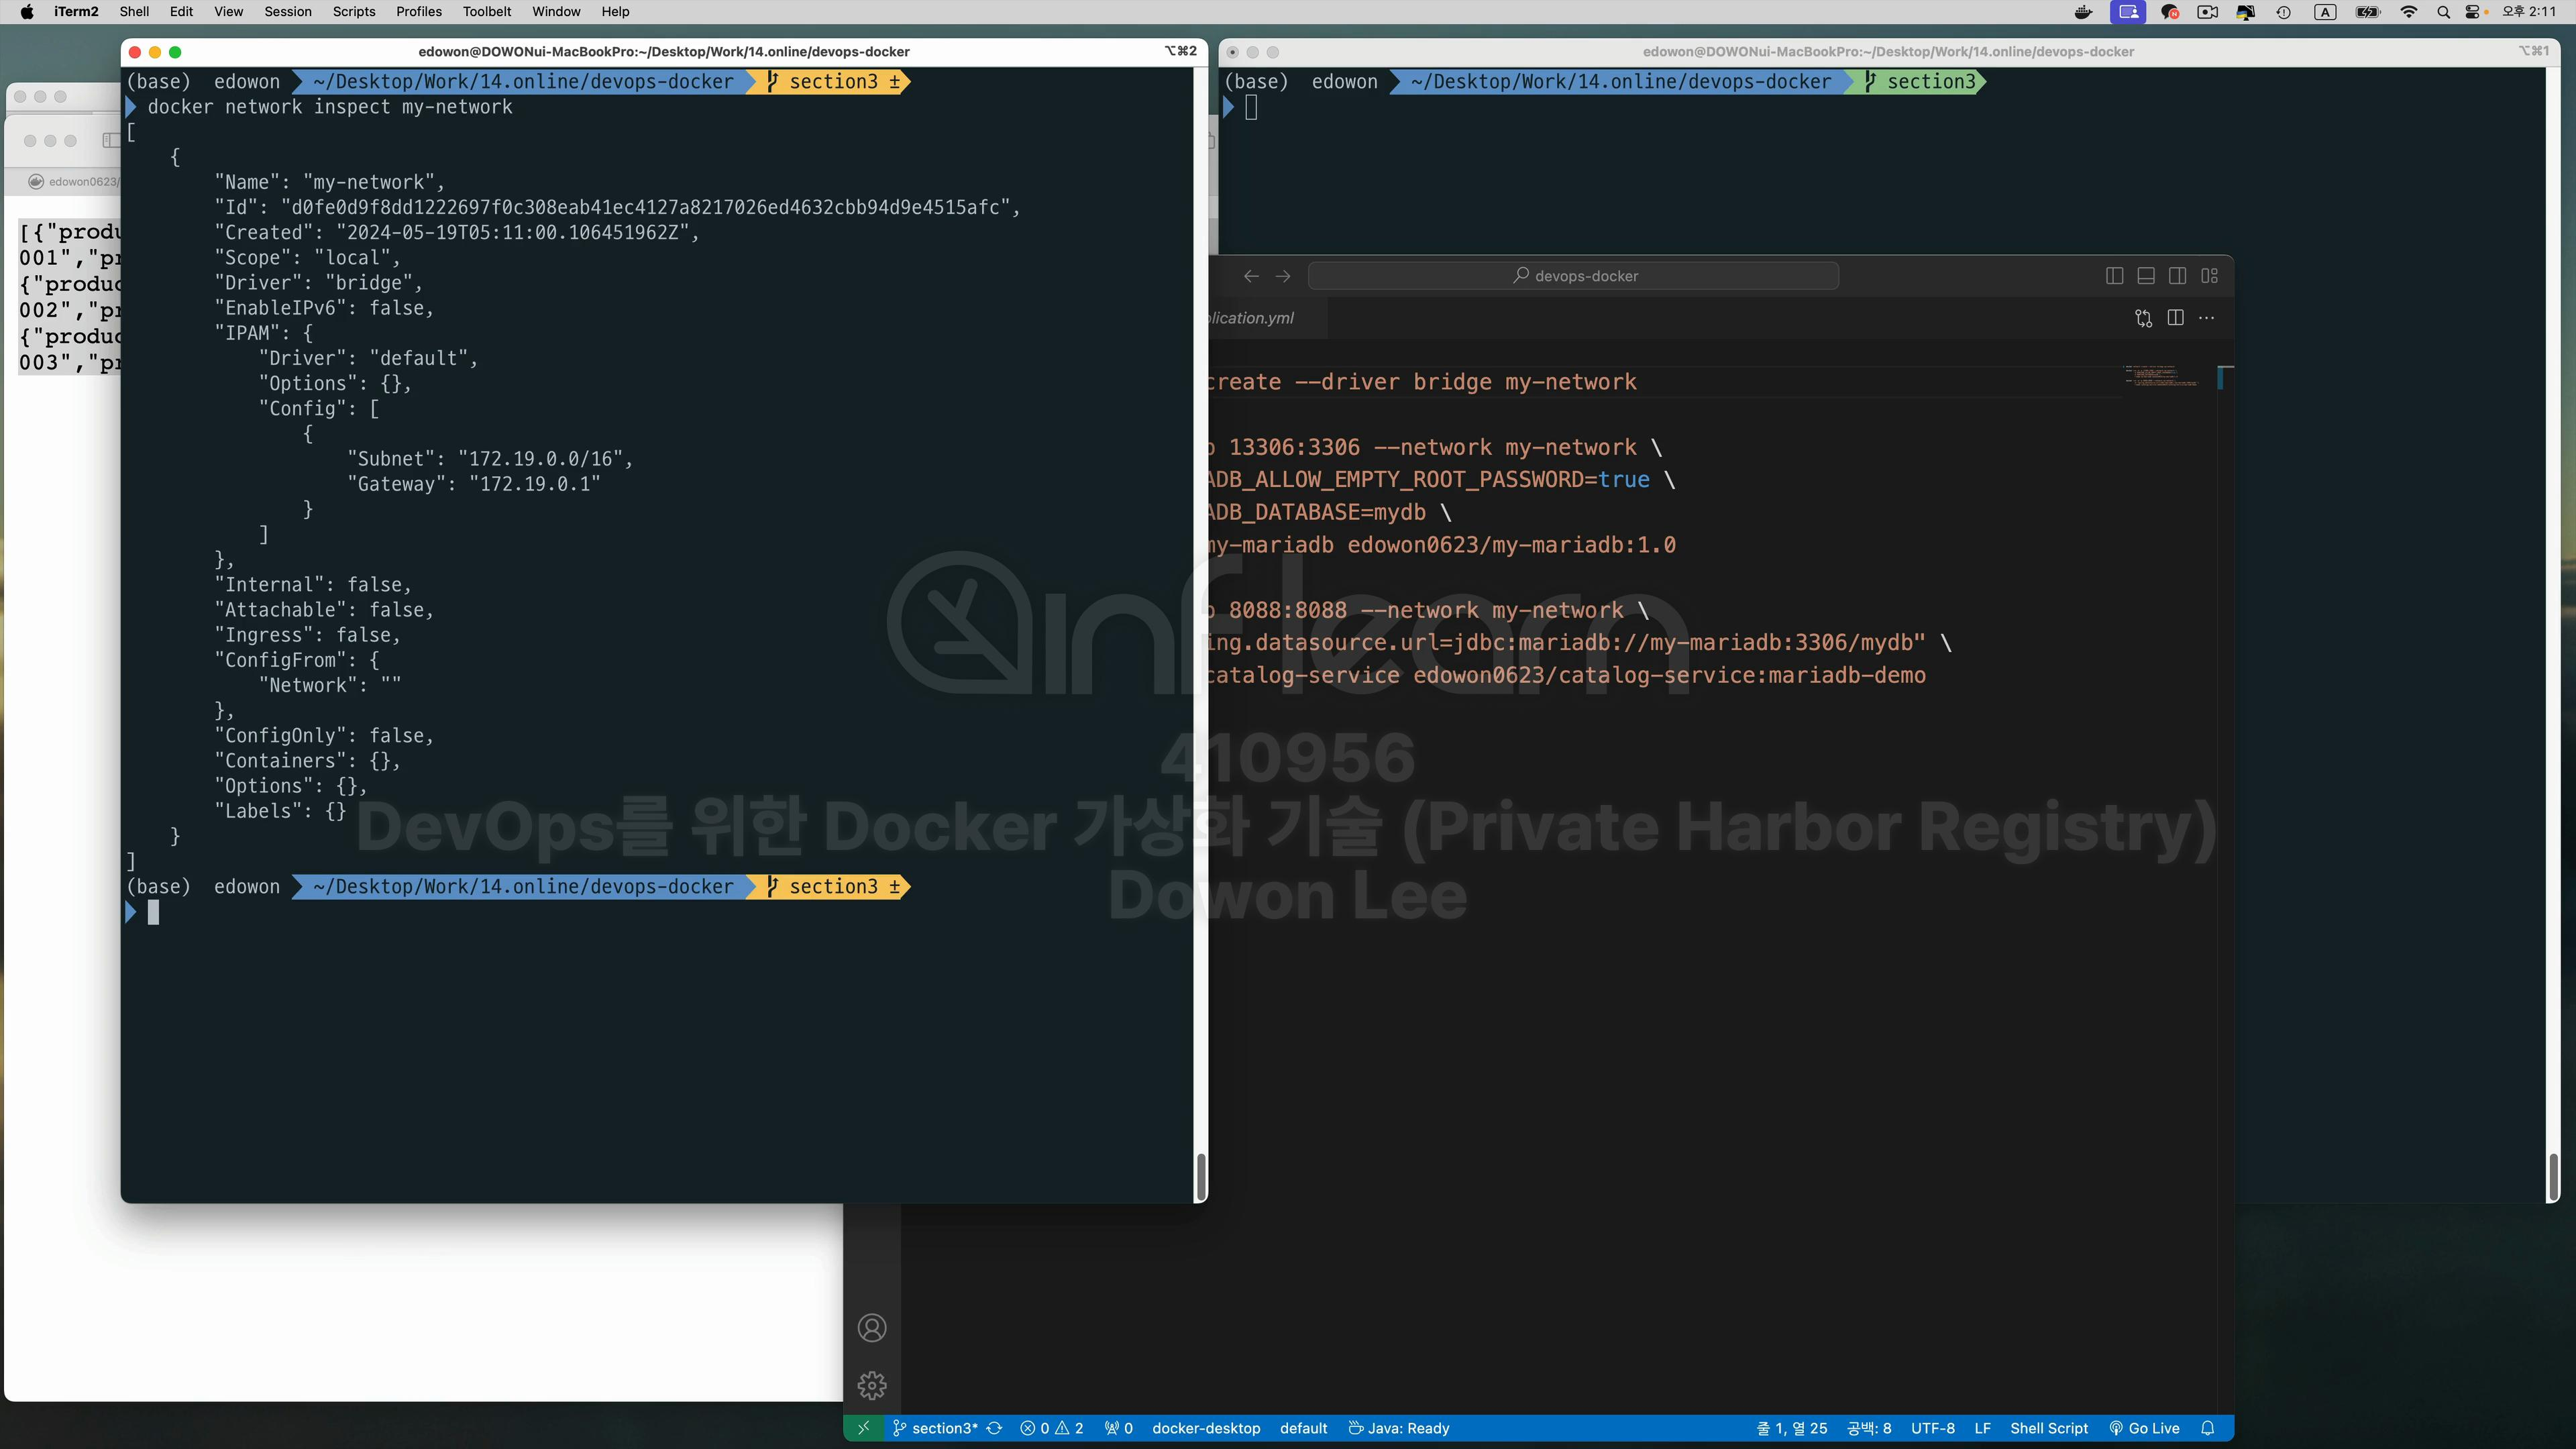 iTerm2 Shell Edit View Session Scripts Profiles Toolbelt Window Help
A 오후 2:11
edowon@DOWONui-MacBookPro:~/Desktop/Work/14.online/devops-docker ⌥⌘2
(base) edowon ~/Desktop/Work/14.online/devops-docker section3 ±
docker network inspect my-network
[
    {
        "Name": "my-network",
        "Id": "d0fe0d9f8dd1222697f0c308eab41ec4127a8217026ed4632cbb94d9e4515afc",
        "Created": "2024-05-19T05:11:00.106451962Z",
        "Scope": "local",
        "Driver": "bridge",
        "EnableIPv6": false,
        "IPAM": {
            "Driver": "default",
            "Options": {},
            "Config": [
                {
                    "Subnet": "172.19.0.0/16",
                    "Gateway": "172.19.0.1"
                }
            ]
        },
        "Internal": false,
        "Attachable": false,
        "Ingress": false,
        "ConfigFrom": {
            "Network": ""
        },
        "ConfigOnly": false,
        "Containers": {},
        "Options": {},
        "Labels": {}
    }
]
(base) edowon ~/Desktop/Work/14.online/devops-docker section3 ±
edowon@DOWONui-MacBookPro:~/Desktop/Work/14.online/devops-docker ⌥⌘1
(base) edowon ~/Desktop/Work/14.online/devops-docker section3
edowon0623/
[{"produ
001","pr
{"produc
002","pr
{"produc
003","pr
devops-docker
lication.yml
create --driver bridge my-network
13306:3306 --network my-network \
ADB_ALLOW_EMPTY_ROOT_PASSWORD=true \
ADB_DATABASE=mydb \
my-mariadb edowon0623/my-mariadb:1.0
8088:8088 --network my-network \
ing.datasource.url=jdbc:mariadb://my-mariadb:3306/mydb" \
catalog-service edowon0623/catalog-service:mariadb-demo
inflearn
410956
DevOps를 위한 Docker 가상화 기술 (Private Harbor Registry)
Dowon Lee
section3* 0 2 0 docker-desktop default Java: Ready
줄 1, 열 25 공백: 8 UTF-8 LF Shell Script Go Live